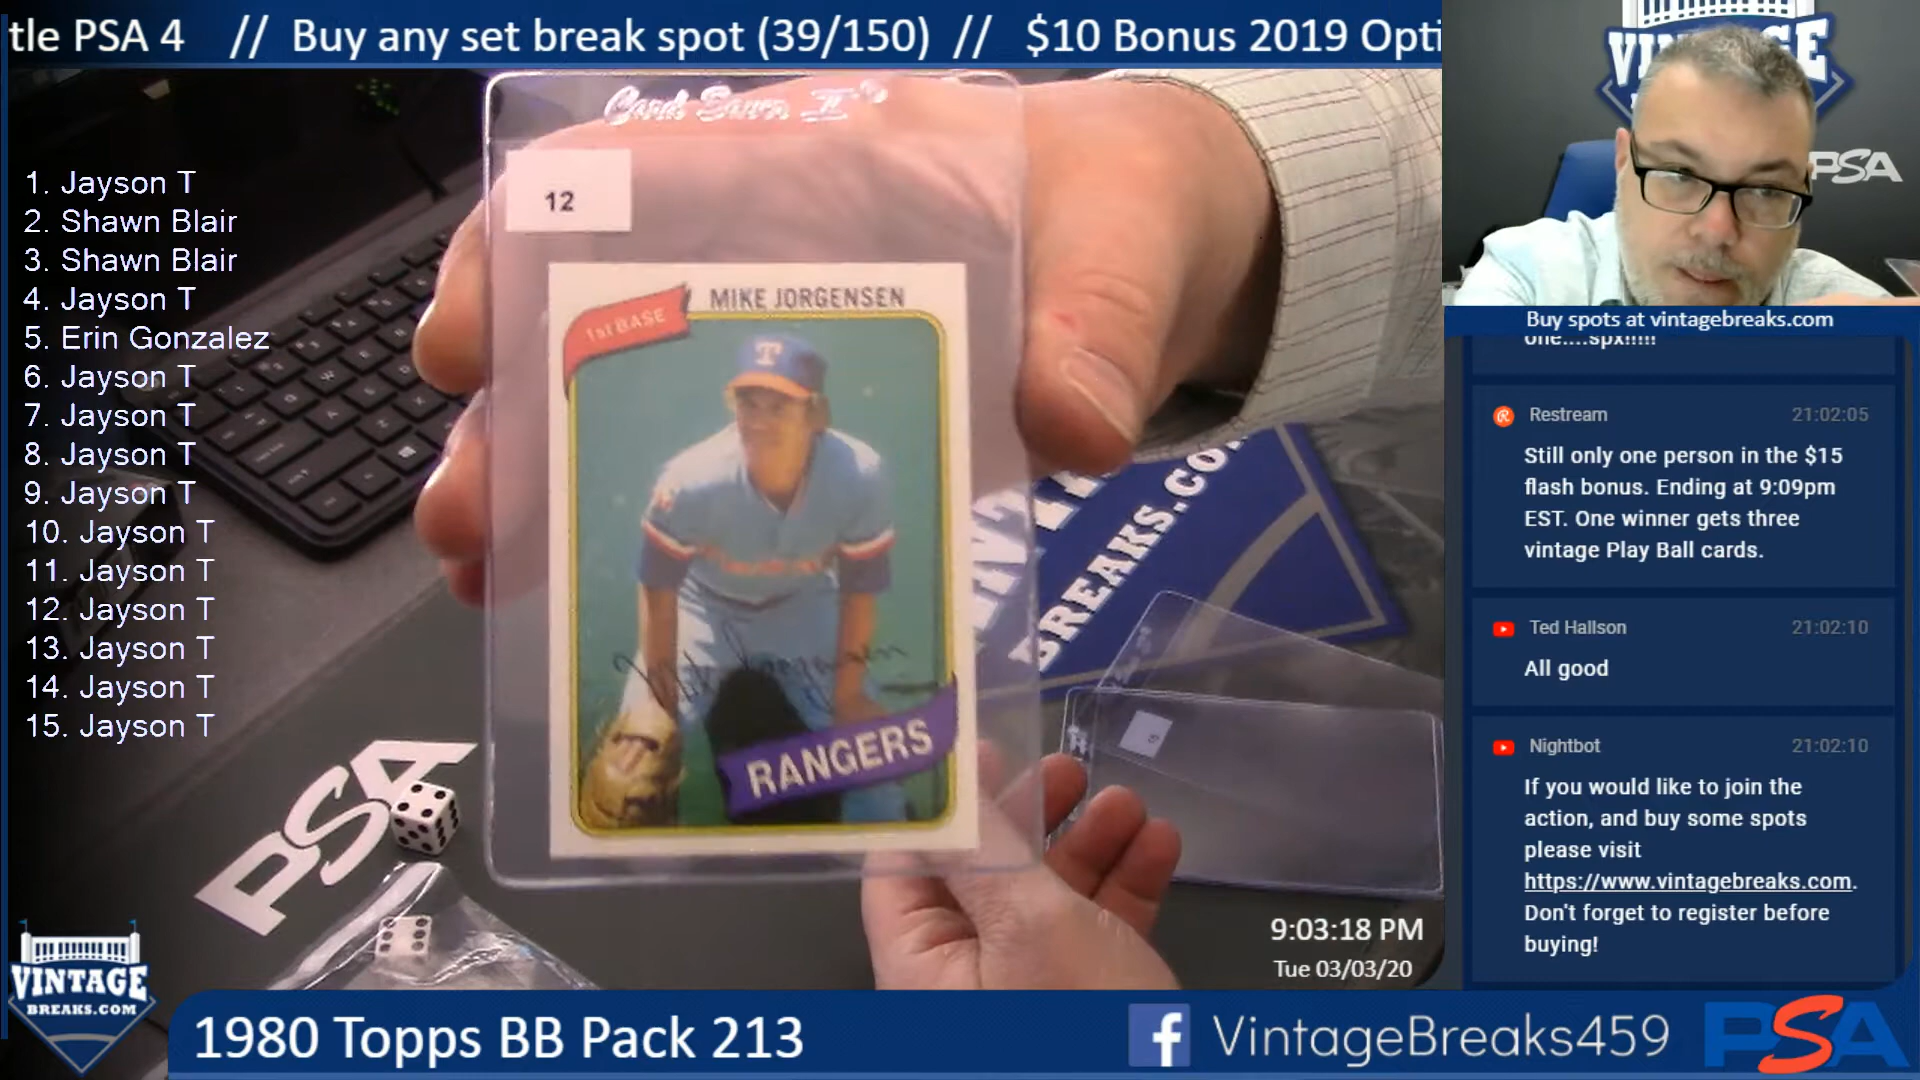 tle PSA 4 // Buy any set break spot (39/150) // $10 Bonus 2019 Opti
1. Jayson T
2. Shawn Blair
3. Shawn Blair
4. Jayson T
5. Erin Gonzalez
6. Jayson T
7. Jayson T
8. Jayson T
9. Jayson T
10. Jayson T
11. Jayson T
12. Jayson T
13. Jayson T
14. Jayson T
15. Jayson T
Card Saver II
12
MIKE JORGENSEN
1st BASE
T
Mike Jorgensen
RANGERS
BREAKS.CO
PSA
VINTAGE
BREAKS.COM
9:03:18 PM
Tue 03/03/20
1980 Topps BB Pack 213
VintageBreaks459
PSA
PSA
Buy spots at vintagebreaks.com
one....spx!!!!!
Restream 21:02:05
Still only one person in the $15
flash bonus. Ending at 9:09pm
EST. One winner gets three
vintage Play Ball cards.
Ted Hallson 21:02:10
All good
Nightbot 21:02:10
If you would like to join the
action, and buy some spots
please visit
https://www.vintagebreaks.com.
Don't forget to register before
buying!